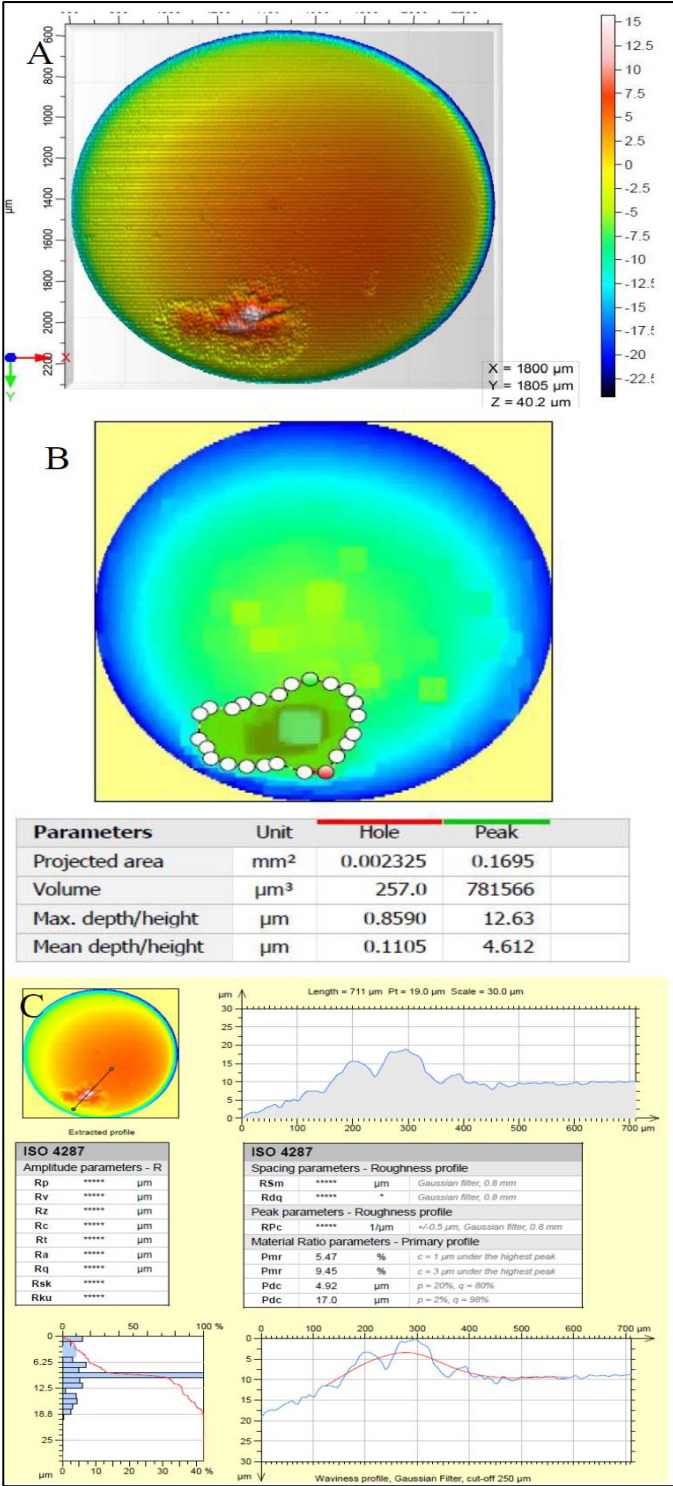 A
600
800
1000
1200
1400
1600
1800
2000
2200
µm
X
Y
15
12.5
10
7.5
5
2.5
0
-2.5
-5
-7.5
-10
-12.5
-15
-17.5
-20
-22.5
X = 1800 µm
Y = 1805 µm
Z = 40.2 µm
B
Parameters Unit Hole Peak
Projected area mm² 0.002325 0.1695
Volume µm³ 257.0 781566
Max. depth/height µm 0.8590 12.63
Mean depth/height µm 0.1105 4.612
C
Extracted profile
µm Length = 711 µm Pt = 19.0 µm Scale = 30.0 µm
30
25
20
15
10
5
0
0 100 200 300 400 500 600 700 µm
ISO 4287
Amplitude parameters - R
Rp ***** µm
Rv ***** µm
Rz ***** µm
Rc ***** µm
Rt ***** µm
Ra ***** µm
Rq ***** µm
Rsk *****
Rku *****
ISO 4287
Spacing parameters - Roughness profile
RSm ***** µm Gaussian filter, 0.8 mm
Rdq ***** ° Gaussian filter, 0.8 mm
Peak parameters - Roughness profile
RPc ***** 1/µm +/-0.5 µm, Gaussian filter, 0.8 mm
Material Ratio parameters - Primary profile
Pmr 5.47 % c = 1 µm under the highest peak
Pmr 9.45 % c = 3 µm under the highest peak
Pdc 4.92 µm p = 20%, q = 80%
Pdc 17.0 µm p = 2%, q = 98%
0 50 100 %
0
6.25
12.5
18.8
25
µm
0 10 20 30 40 %
0 100 200 300 400 500 600 700 µm
0
5
10
15
20
25
30
µm
Waviness profile, Gaussian Filter, cut-off 250 µm